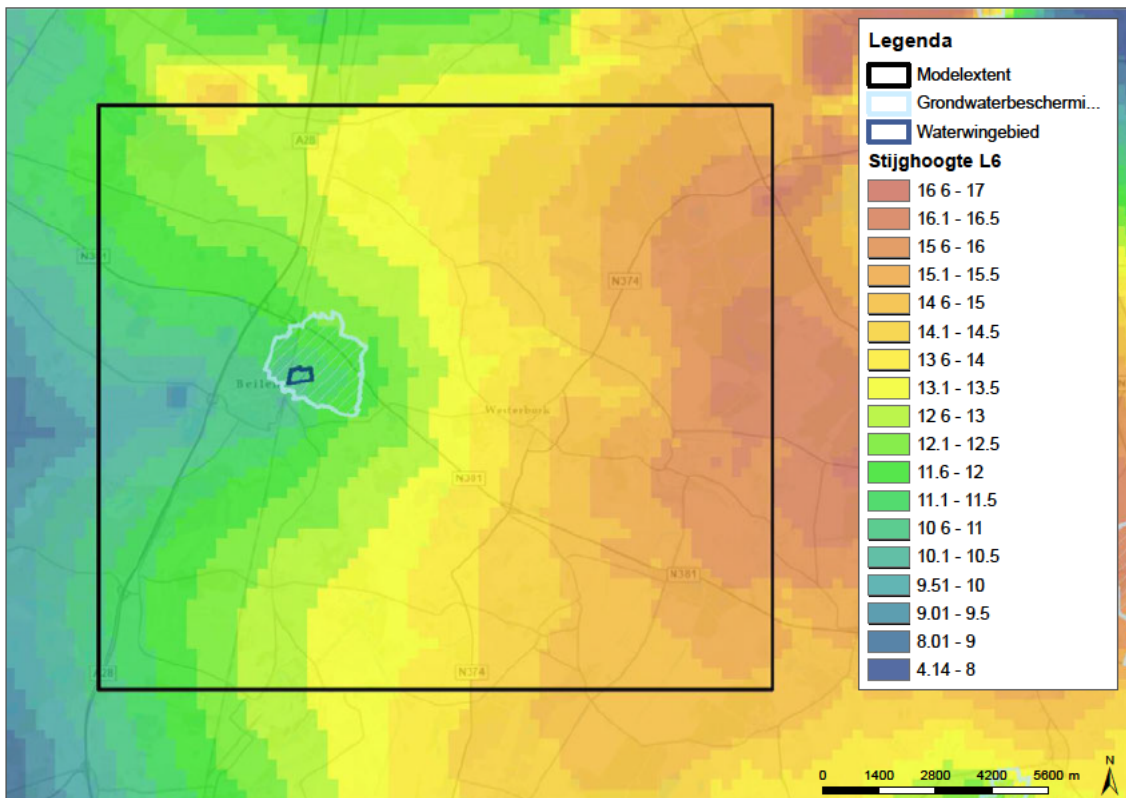 Legenda
Modelextent
Grondwaterbeschermi...
Waterwingebied
Stijghoogte L6
16 6 - 17
16.1 - 16.5
15 6 - 16
15.1 - 15.5
14 6 - 15
14.1 - 14.5
13 6 - 14
13.1 - 13.5
12 6 - 13
12.1 - 12.5
11.6 - 12
11.1 - 11.5
10 6 - 11
10.1 - 10.5
9.51 - 10
9.01 - 9.5
8.01 - 9
4.14 - 8
A28
N374
Beilen
Westerbork
N381
N381
A28
N374
N
0 1400 2800 4200 5600 m